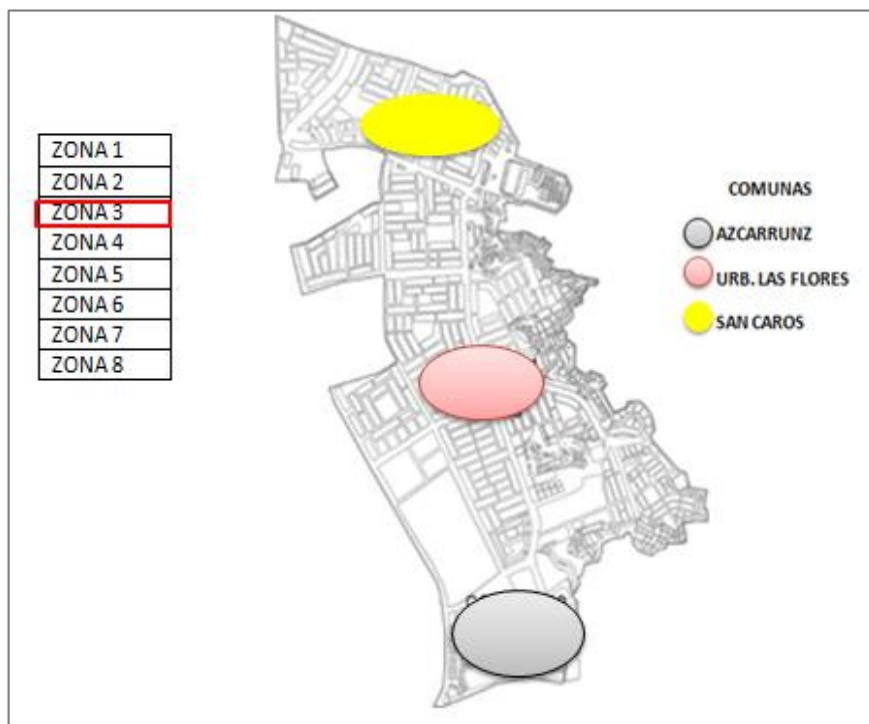 ZONA 1
ZONA 2
ZONA 3
ZONA 4
ZONA 5
ZONA 6
ZONA 7
ZONA 8
COMUNAS
AZCARRUNZ
URB. LAS FLORES
SAN CAROS